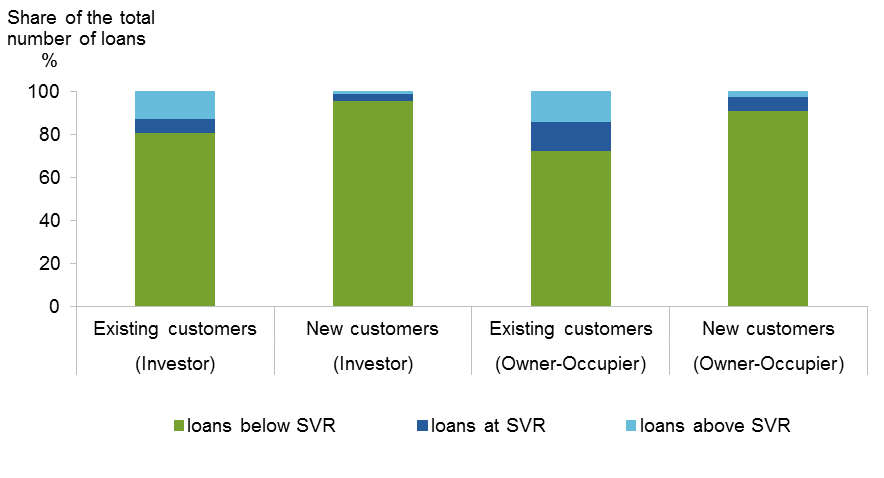 Share of the total
number of loans
%
100
80
60
40
20
0
Existing customers
(Investor)
New customers
(Investor)
Existing customers
(Owner-Occupier)
New customers
(Owner-Occupier)
loans below SVR
loans at SVR
loans above SVR